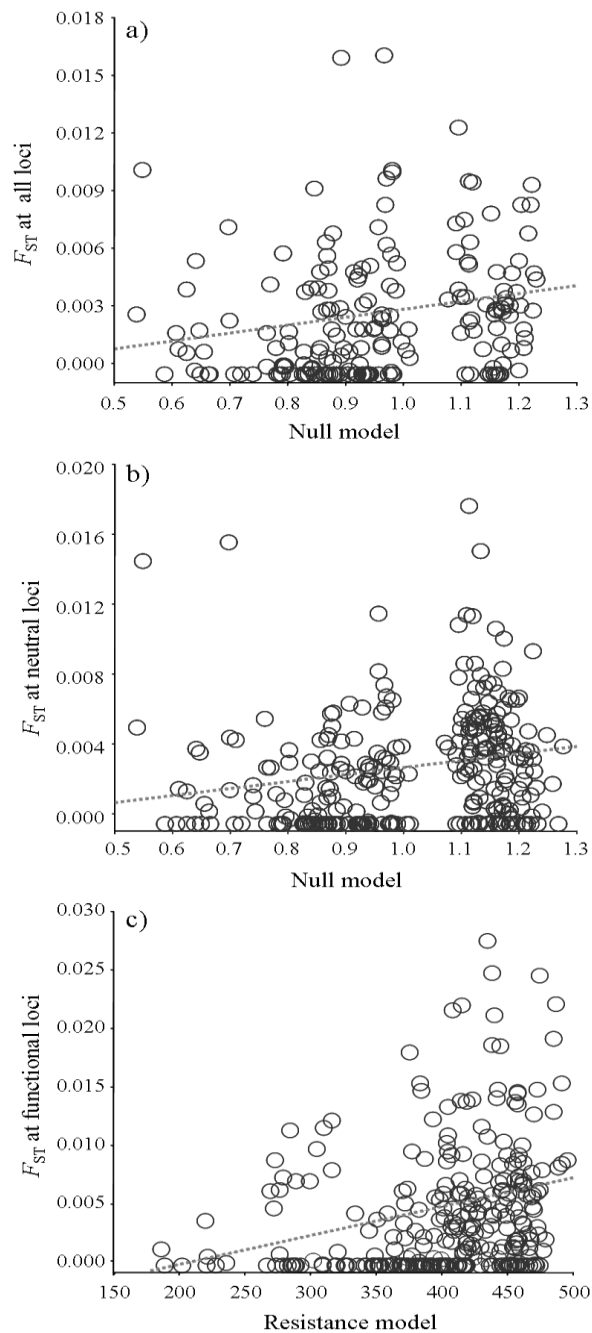 a)
0.018
0.015
0.012
0.009
0.006
0.003
0.000
FST at all loci
0.5 0.6 0.7 0.8 0.9 1.0 1.1 1.2 1.3
Null model
b)
0.020
0.016
0.012
0.008
0.004
0.000
FST at neutral loci
0.5 0.6 0.7 0.8 0.9 1.0 1.1 1.2 1.3
Null model
c)
0.030
0.025
0.020
0.015
0.010
0.005
0.000
FST at functional loci
150 200 250 300 350 400 450 500
Resistance model